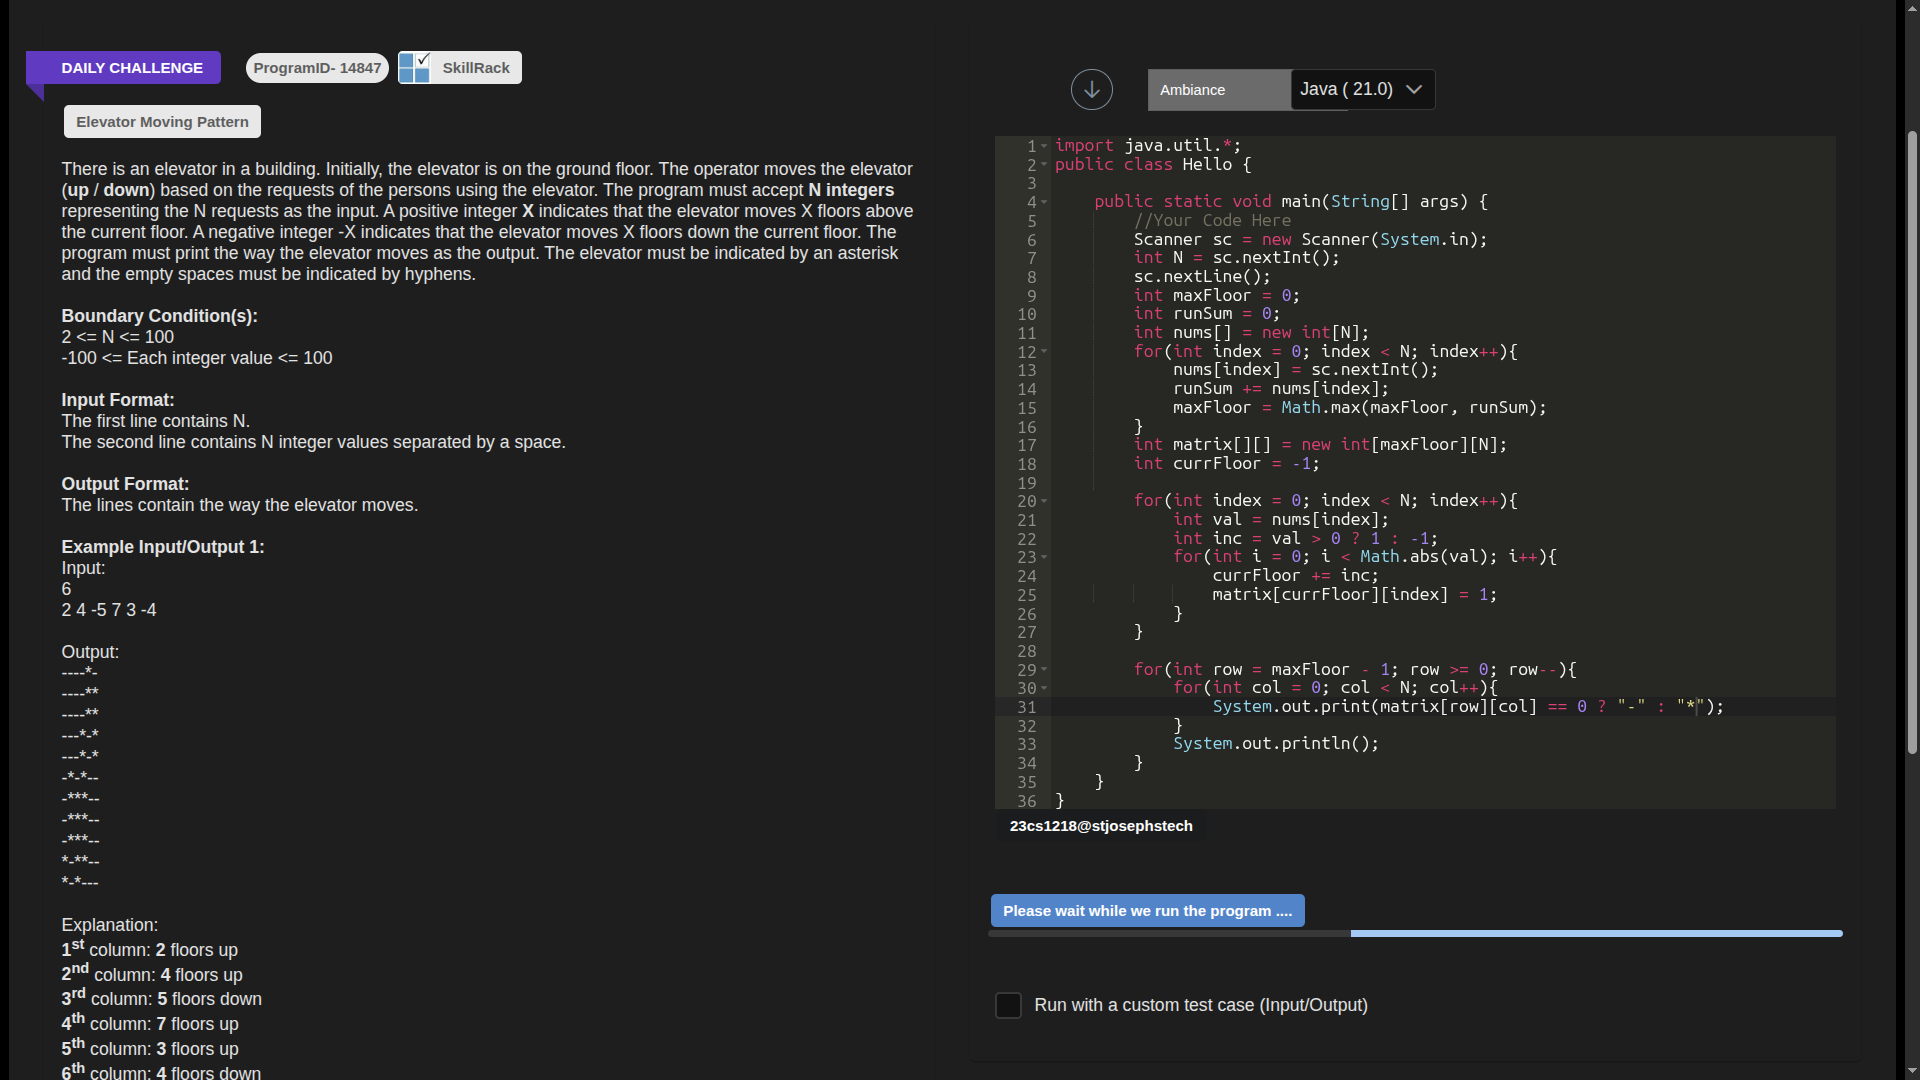 DAILY CHALLENGE
ProgramID- 14847
SkillRack
Elevator Moving Pattern
There is an elevator in a building. Initially, the elevator is on the ground floor. The operator moves the elevator
(up / down) based on the requests of the persons using the elevator. The program must accept N integers
representing the N requests as the input. A positive integer X indicates that the elevator moves X floors above
the current floor. A negative integer -X indicates that the elevator moves X floors down the current floor. The
program must print the way the elevator moves as the output. The elevator must be indicated by an asterisk
and the empty spaces must be indicated by hyphens.
Boundary Condition(s):
2 <= N <= 100
-100 <= Each integer value <= 100
Input Format:
The first line contains N.
The second line contains N integer values separated by a space.
Output Format:
The lines contain the way the elevator moves.
Example Input/Output 1:
Input:
6
2 4 -5 7 3 -4
Output:
----*-
----**
----**
---*-*
---*-*
-*-*--
-***--
-***--
-***--
*-**--
*-*---
Explanation:
1st column: 2 floors up
2nd column: 4 floors up
3rd column: 5 floors down
4th column: 7 floors up
5th column: 3 floors up
6th column: 4 floors down
Ambiance
Java ( 21.0)
1 import java.util.*;
2 public class Hello {
3
4     public static void main(String[] args) {
5         //Your Code Here
6         Scanner sc = new Scanner(System.in);
7         int N = sc.nextInt();
8         sc.nextLine();
9         int maxFloor = 0;
10         int runSum = 0;
11         int nums[] = new int[N];
12         for(int index = 0; index < N; index++){
13             nums[index] = sc.nextInt();
14             runSum += nums[index];
15             maxFloor = Math.max(maxFloor, runSum);
16         }
17         int matrix[][] = new int[maxFloor][N];
18         int currFloor = -1;
19
20         for(int index = 0; index < N; index++){
21             int val = nums[index];
22             int inc = val > 0 ? 1 : -1;
23             for(int i = 0; i < Math.abs(val); i++){
24                 currFloor += inc;
25                 matrix[currFloor][index] = 1;
26             }
27         }
28
29         for(int row = maxFloor - 1; row >= 0; row--){
30             for(int col = 0; col < N; col++){
31                 System.out.print(matrix[row][col] == 0 ? "-" : "*");
32             }
33             System.out.println();
34         }
35     }
36 }
23cs1218@stjosephstech
Please wait while we run the program ....
Run with a custom test case (Input/Output)